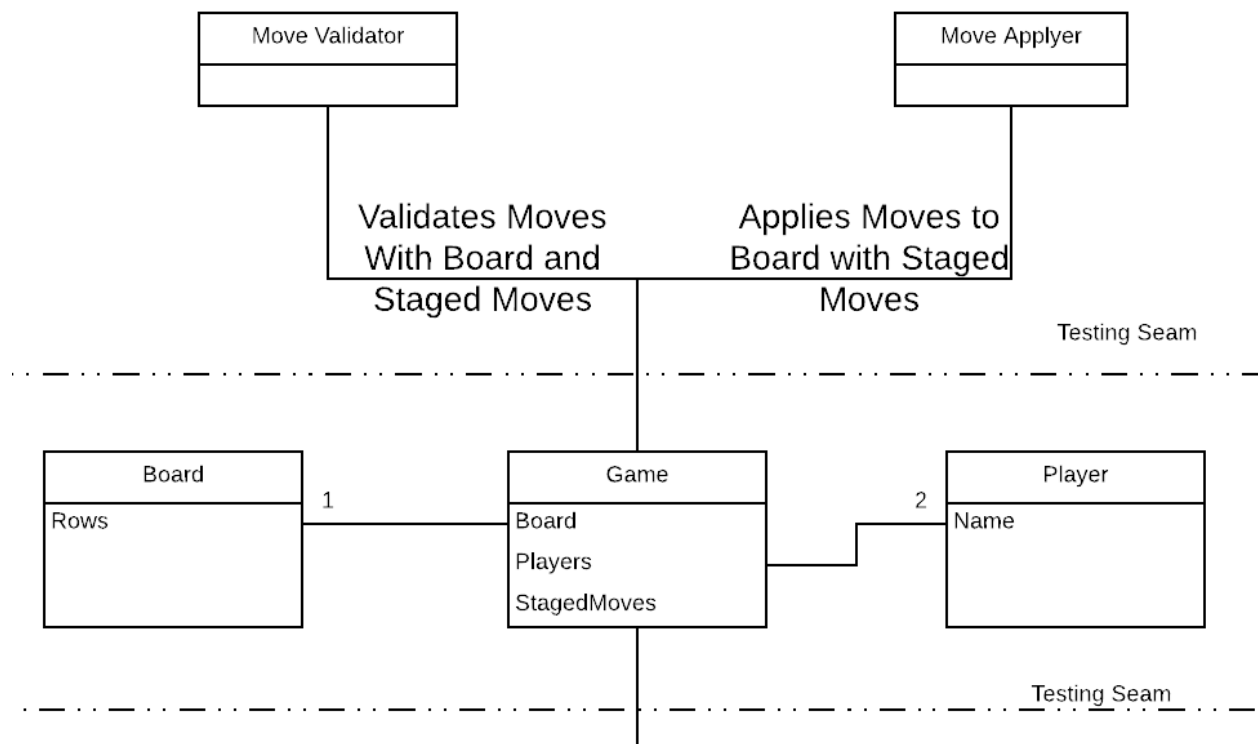 Move Validator
Move Applyer
Validates Moves
With Board and
Staged Moves
Applies Moves to
Board with Staged
Moves
Testing Seam
Board
Rows
1
Game
Board
Players
StagedMoves
2
Player
Name
Testing Seam